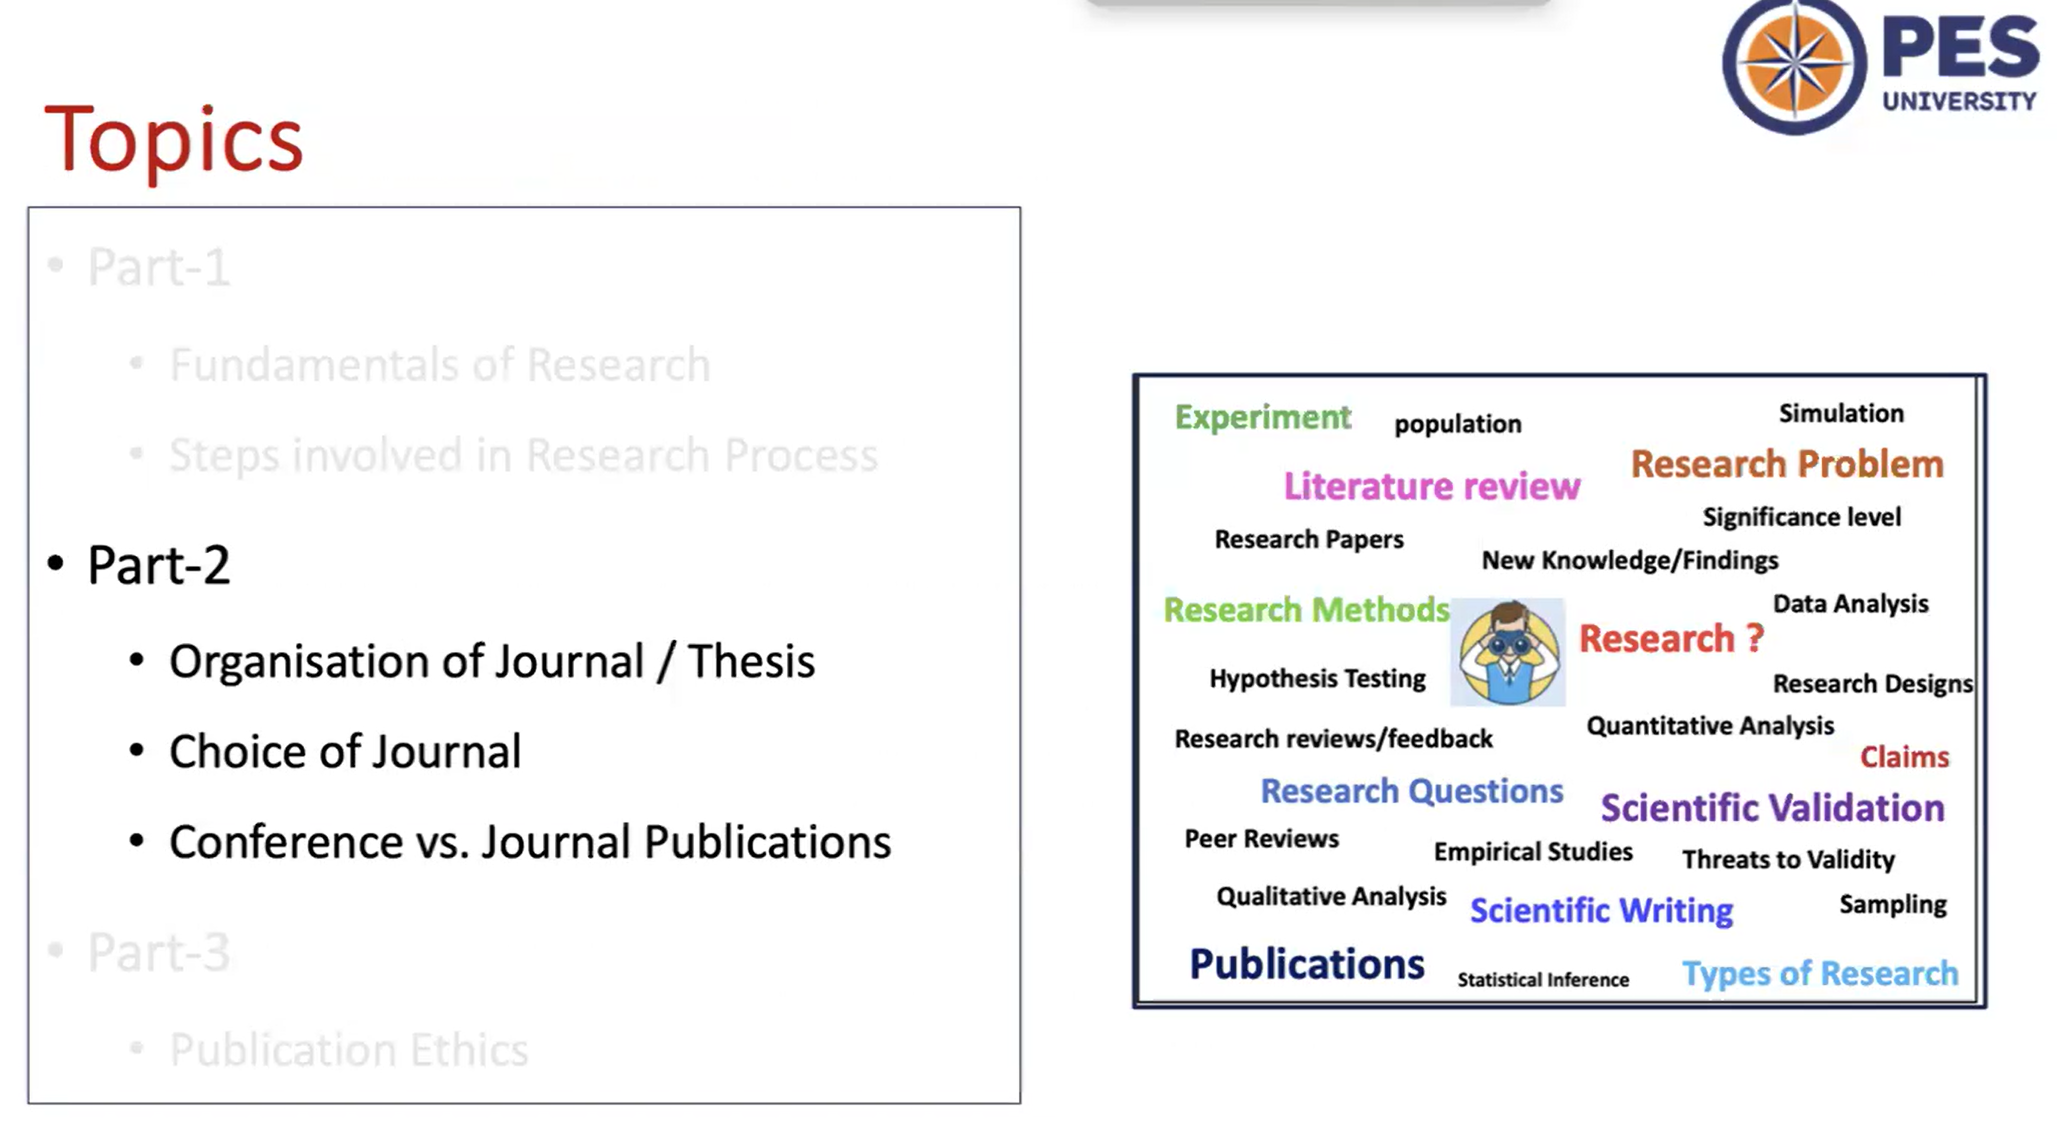 PES
UNIVERSITY
Topics
• Part-1
• Fundamentals of Research
• Steps involved in Research Process
• Part-2
• Organisation of Journal / Thesis
• Choice of Journal
• Conference vs. Journal Publications
• Part-3
• Publication Ethics
Experiment
population
Simulation
Literature review
Research Problem
Significance level
Research Papers
New Knowledge/Findings
Research Methods
Data Analysis
Research ?
Hypothesis Testing
Research Designs
Research reviews/feedback
Quantitative Analysis
Claims
Research Questions
Scientific Validation
Peer Reviews
Empirical Studies
Threats to Validity
Qualitative Analysis
Scientific Writing
Sampling
Publications
Statistical Inference
Types of Research